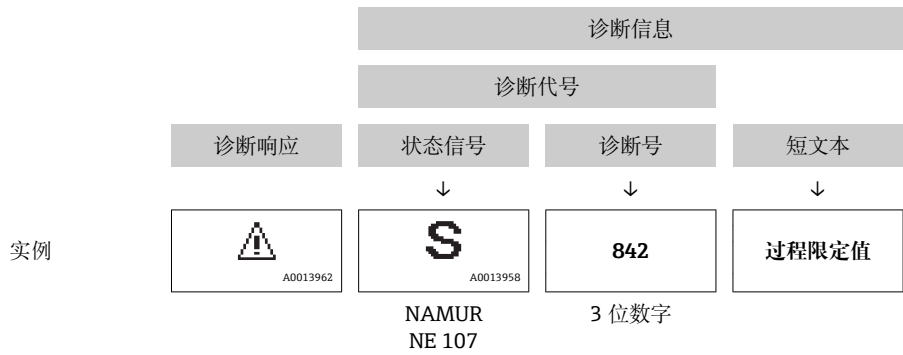 诊断信息
诊断代号
诊断响应 状态信号 诊断号 短文本
↓ ↓ ↓
实例 ⚠ S 842 过程限定值
A0013962 A0013958
NAMUR 3 位数字
NE 107